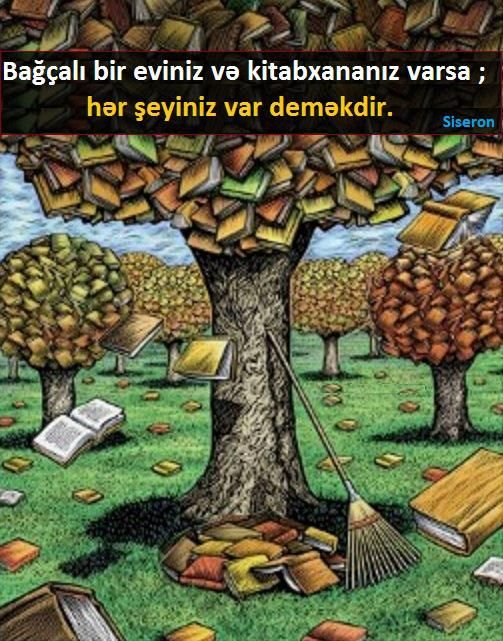 Bağçalı bir eviniz və kitabxananız varsa ;
hər şeyiniz var deməkdir.
Siseron